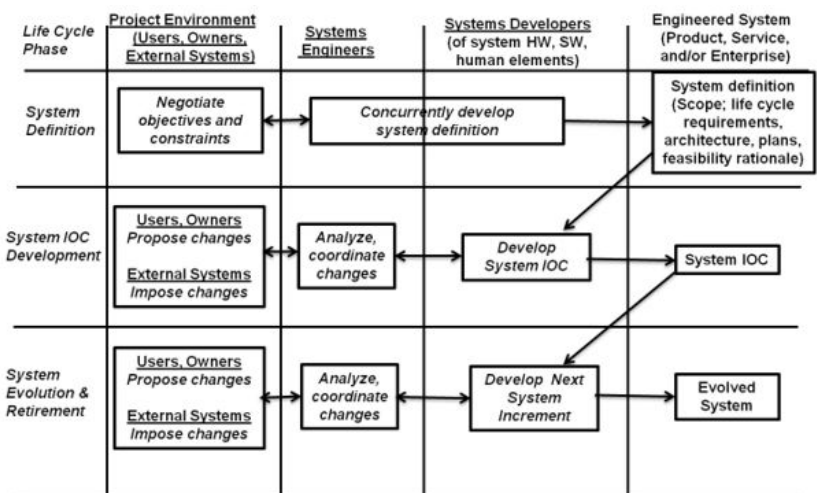 Life Cycle
Phase
Project Environment
(Users, Owners,
External Systems)
Systems
Engineers
Systems Developers
(of system HW, SW,
human elements)
Engineered System
(Product, Service,
and/or Enterprise)
System
Definition
Negotiate
objectives and
constraints
Concurrently develop
system definition
System definition
(Scope; life cycle
requirements,
architecture, plans,
feasibility rationale)
System IOC
Development
Users, Owners
Propose changes
External Systems
Impose changes
Analyze,
coordinate
changes
Develop
System IOC
System IOC
System
Evolution &
Retirement
Users, Owners
Propose changes
External Systems
Impose changes
Analyze,
coordinate
changes
Develop Next
System
Increment
Evolved
System